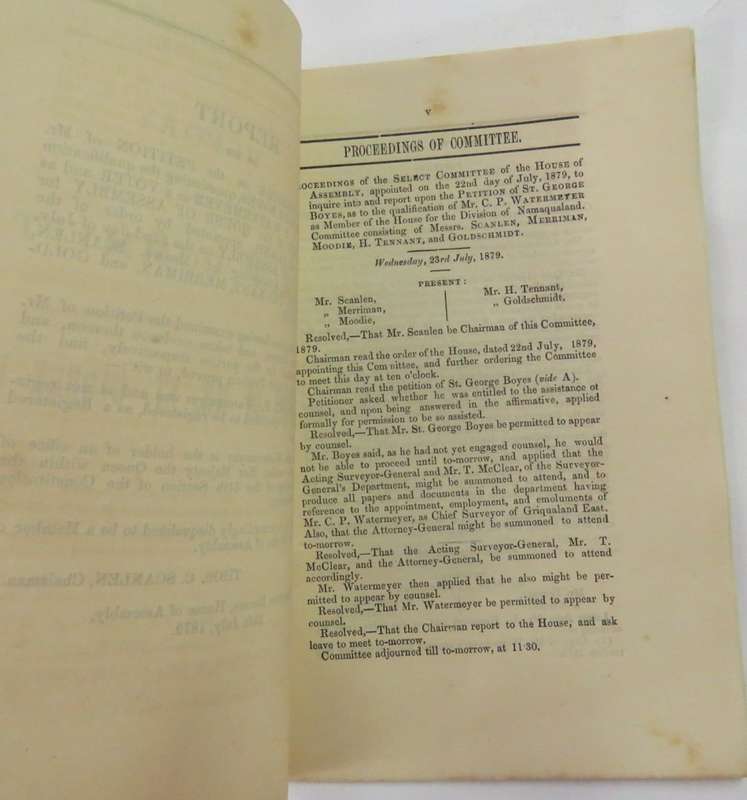 v
PROCEEDINGS OF COMMITTEE.
OCEEDINGS of the SELECT COMMITTEE of the HOUSE of
ASSEMBLY, appointed on the 22nd day of July, 1879, to
inquire into and report upon the PETITION of ST. GEORGE
BOYES, as to the qualification of MR. C. P. WATERMEYER
as Member of the House for the Division of Namaqualand.
Committee consisting of Messrs. SCANLEN, MERRIMAN,
MOODIE, H. TENNANT, and GOLDSCHMIDT.
Wednesday, 23rd July, 1879.
PRESENT:
Mr. Scanlen,
„ Merriman,
„ Moodie,
Mr. H. Tennant,
„ Goldschmidt.
Resolved,—That Mr. Scanlen be Chairman of this Committee,
1879.
Chairman read the order of the House, dated 22nd July, 1879,
appointing this Committee, and further ordering the Committee
to meet this day at ten o'clock.
Chairman read the petition of St. George Boyes (vide A).
Petitioner asked whether he was entitled to the assistance of
counsel, and upon being answered in the affirmative, applied
formally for permission to be so assisted.
Resolved,—That Mr. St. George Boyes be permitted to appear
by counsel.
Mr. Boyes said, as he had not yet engaged counsel, he would
not be able to proceed until to-morrow, and applied that the
Acting Surveyor-General and Mr. T. McClear, of the Surveyor-
General's Department, might be summoned to attend, and to
produce all papers and documents in the department having
reference to the appointment, employment, and emoluments of
Mr. C. P. Watermeyer, as Chief Surveyor of Griqualand East.
Also, that the Attorney-General might be summoned to attend
to-morrow.
Resolved,—That the Acting Surveyor-General, Mr. T.
McClear, and the Attorney-General, be summoned to attend
accordingly.
Mr. Watermeyer then applied that he also might be per-
mitted to appear by counsel.
Resolved,—That Mr. Watermeyer be permitted to appear by
counsel.
Resolved,—That the Chairman report to the House, and ask
leave to meet to-morrow.
Committee adjourned till to-morrow, at 11·30.